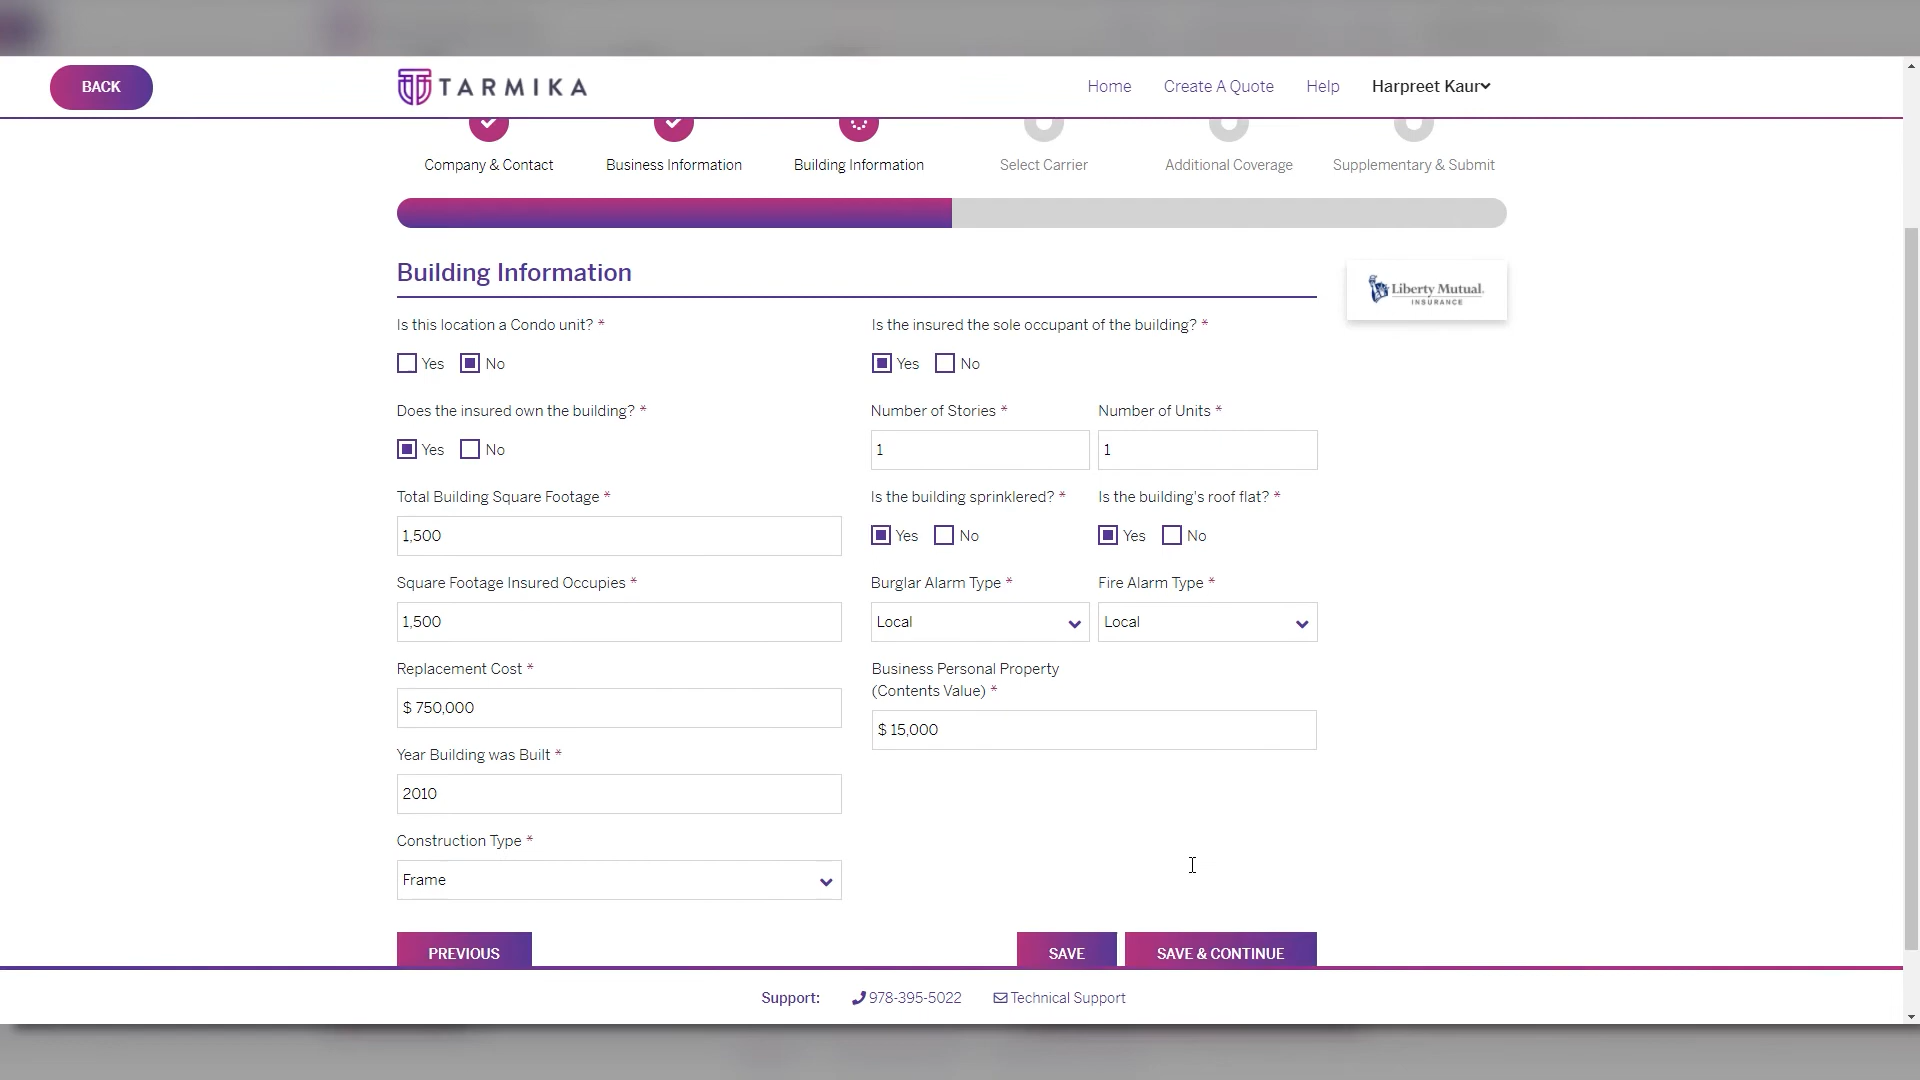 BACK
TARMIKA
Home Create A Quote Help Harpreet Kaur
Company & Contact Business Information Building Information Select Carrier Additional Coverage Supplementary & Submit
Building Information
Liberty Mutual.
INSURANCE
Is this location a Condo unit? *
Yes No
Does the insured own the building? *
Yes No
Total Building Square Footage *
1,500
Square Footage Insured Occupies *
1,500
Replacement Cost *
$ 750,000
Year Building was Built *
2010
Construction Type *
Frame
Is the insured the sole occupant of the building? *
Yes No
Number of Stories * Number of Units *
1 1
Is the building sprinklered? * Is the building's roof flat? *
Yes No Yes No
Burglar Alarm Type * Fire Alarm Type *
Local Local
Business Personal Property
(Contents Value) *
$ 15,000
PREVIOUS SAVE SAVE & CONTINUE
Support: 978-395-5022 Technical Support